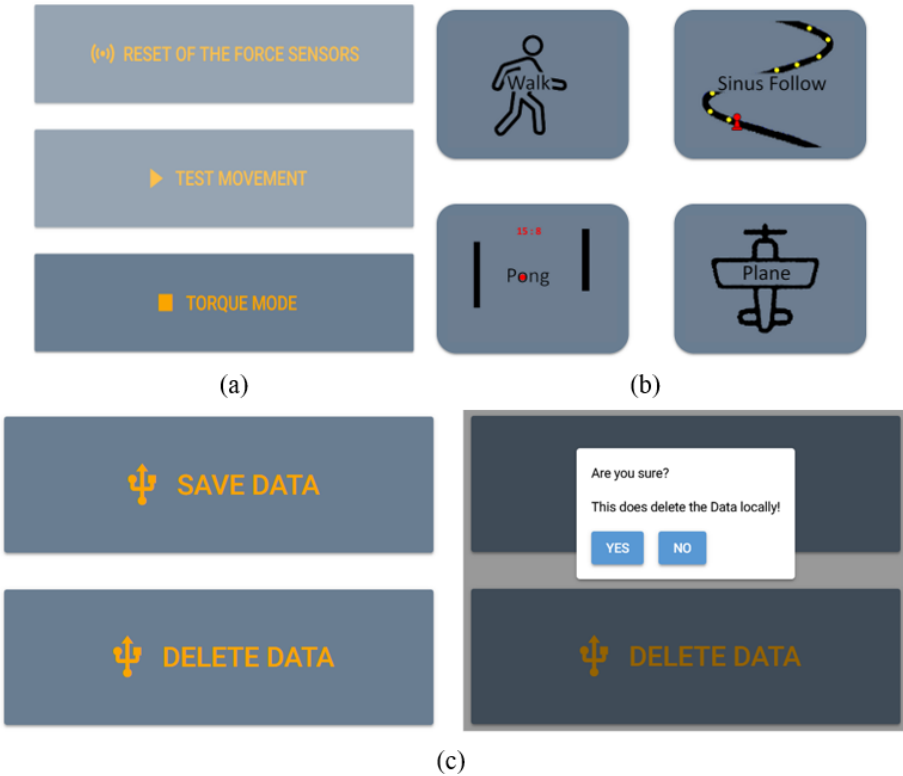 RESET OF THE FORCE SENSORS
TEST MOVEMENT
TORQUE MODE
(a)
Walk
Sinus Follow
15 : 8
Pong
Plane
(b)
SAVE DATA
DELETE DATA
Are you sure?
This does delete the Data locally!
YES NO
DELETE DATA
(c)